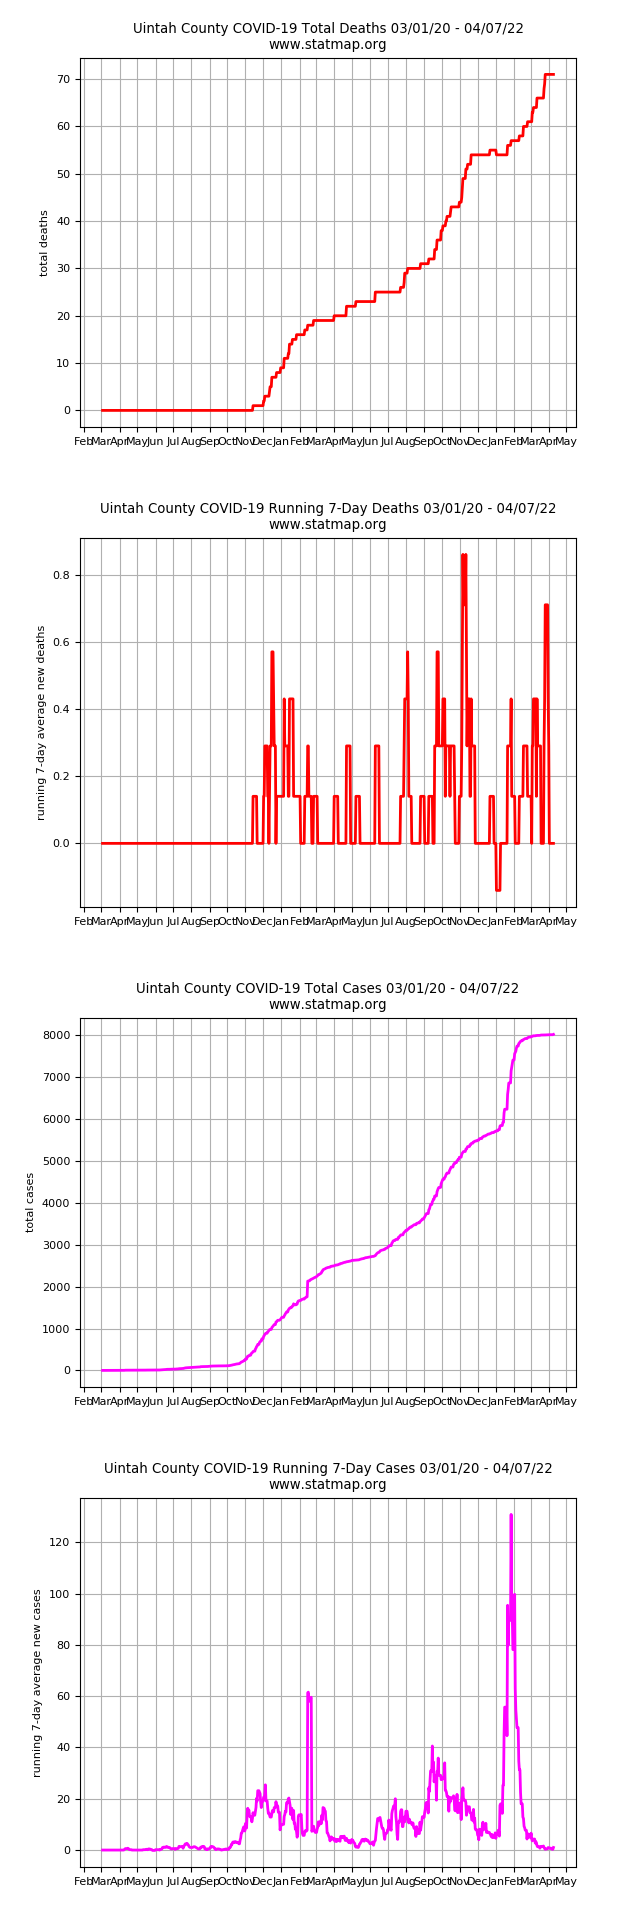 Uintah County COVID-19 Total Deaths 03/01/20 - 04/07/22
www.statmap.org
70
60
50
40
30
20
10
0
total deaths
Feb Mar Apr May Jun Jul Aug Sep Oct Nov Dec Jan Feb Mar Apr May Jun Jul Aug Sep Oct Nov Dec Jan Feb Mar Apr May
Uintah County COVID-19 Running 7-Day Deaths 03/01/20 - 04/07/22
www.statmap.org
0.8
0.6
0.4
0.2
0.0
running 7-day average new deaths
Feb Mar Apr May Jun Jul Aug Sep Oct Nov Dec Jan Feb Mar Apr May Jun Jul Aug Sep Oct Nov Dec Jan Feb Mar Apr May
Uintah County COVID-19 Total Cases 03/01/20 - 04/07/22
www.statmap.org
8000
7000
6000
5000
4000
3000
2000
1000
0
total cases
Feb Mar Apr May Jun Jul Aug Sep Oct Nov Dec Jan Feb Mar Apr May Jun Jul Aug Sep Oct Nov Dec Jan Feb Mar Apr May
Uintah County COVID-19 Running 7-Day Cases 03/01/20 - 04/07/22
www.statmap.org
120
100
80
60
40
20
0
running 7-day average new cases
Feb Mar Apr May Jun Jul Aug Sep Oct Nov Dec Jan Feb Mar Apr May Jun Jul Aug Sep Oct Nov Dec Jan Feb Mar Apr May